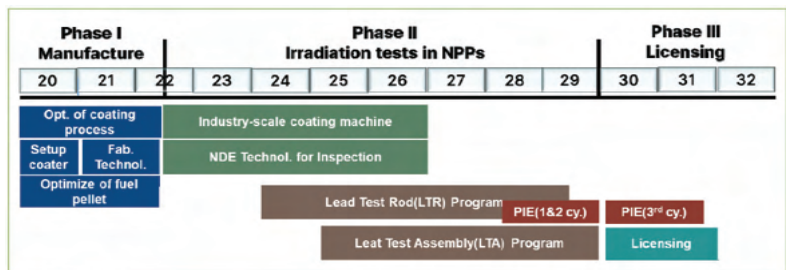 Phase I
Manufacture
Phase II
Irradiation tests in NPPs
Phase III
Licensing
20 21 22 23 24 25 26 27 28 29 30 31 32
Opt. of coating
process
Industry-scale coating machine
Setup
coater
Fab.
Technol.
NDE Technol. for Inspection
Optimize of fuel
pellet
Lead Test Rod(LTR) Program
PIE(1&2 cy.)
PIE(3rd cy.)
Leat Test Assembly(LTA) Program
Licensing